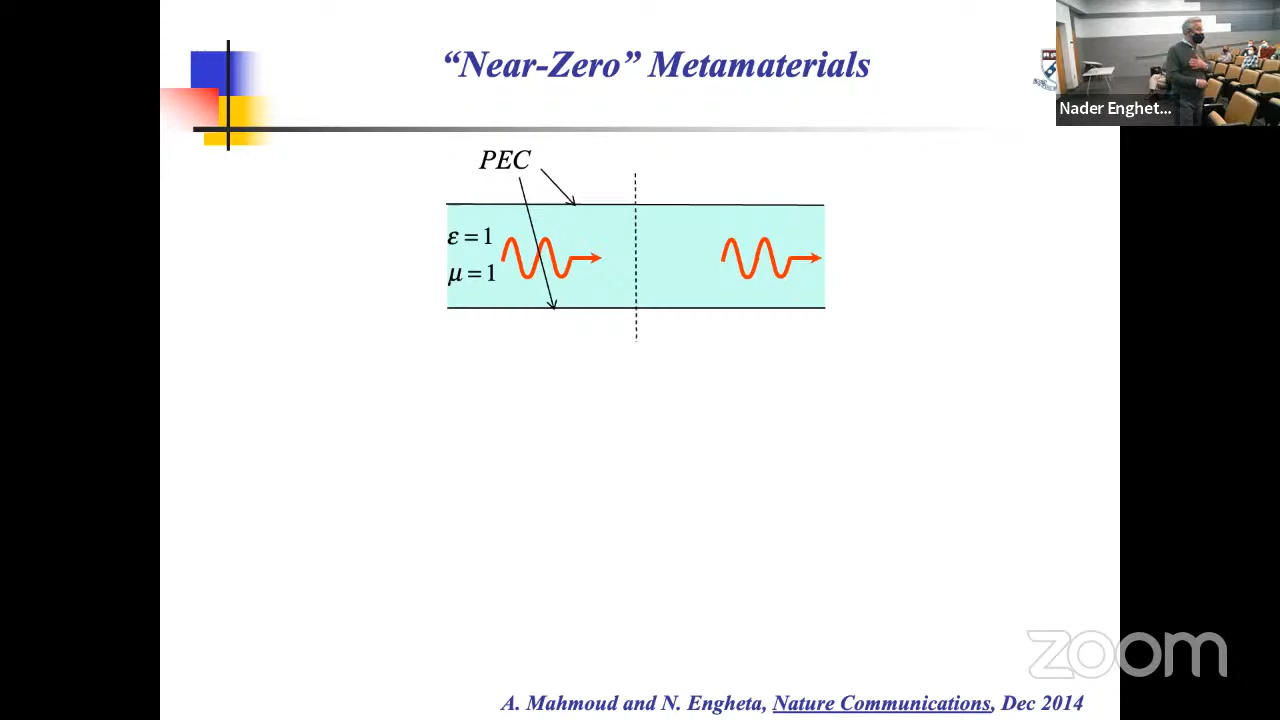 “Near-Zero” Metamaterials
Nader Enghet...
PEC
ε = 1
μ = 1
zoom
A. Mahmoud and N. Engheta, Nature Communications, Dec 2014